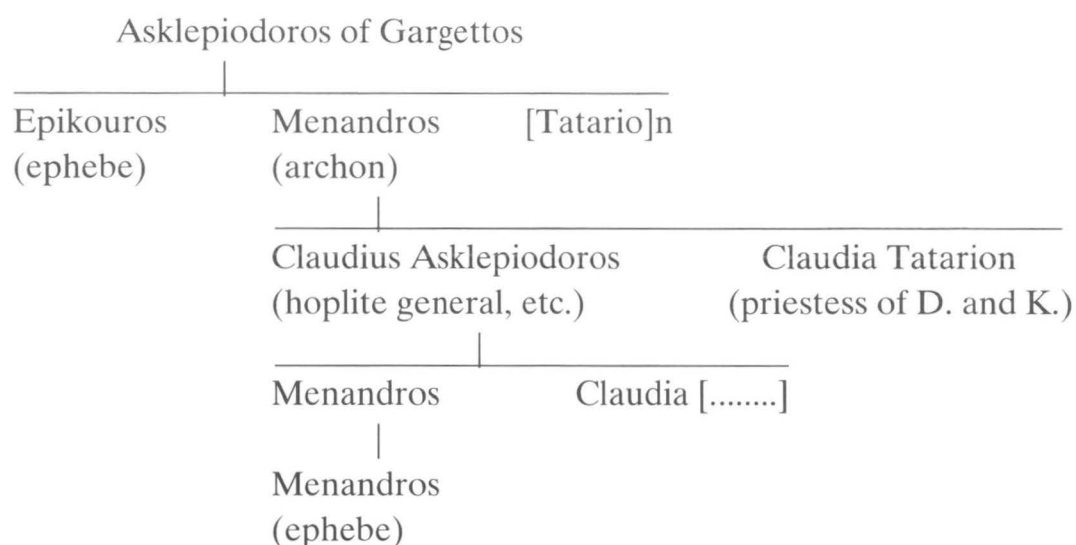 Asklepiodoros of Gargettos
Epikouros Menandros [Tatario]n
(ephebe) (archon)
Claudius Asklepiodoros Claudia Tatarion
(hoplite general, etc.) (priestess of D. and K.)
Menandros Claudia [........]
Menandros
(ephebe)